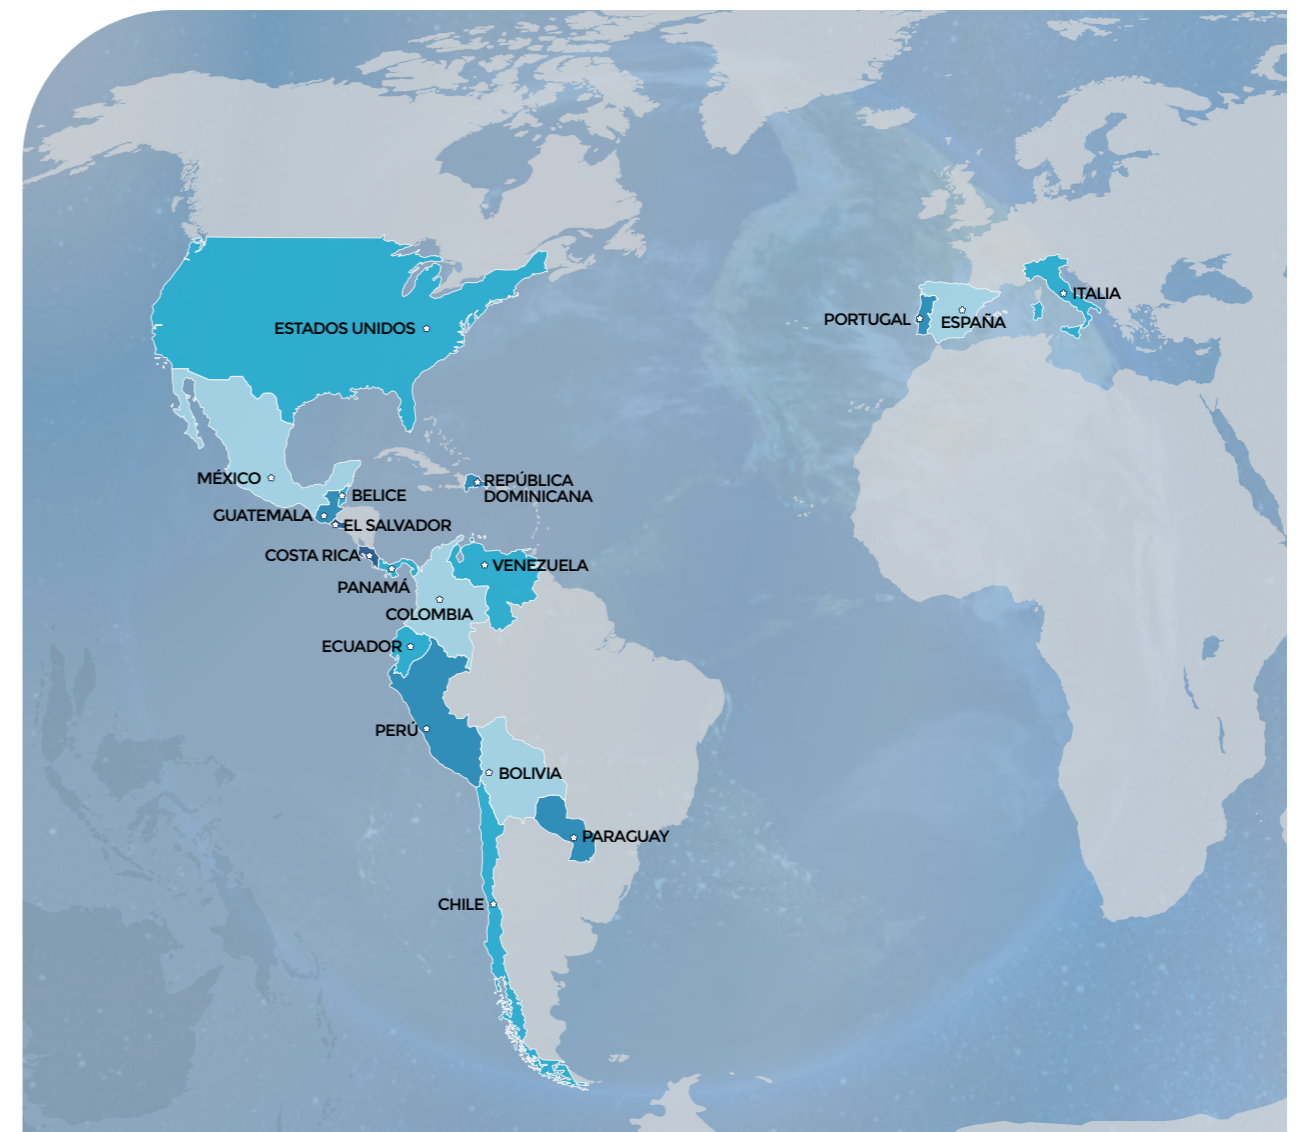 ITALIA
PORTUGAL
ESPAÑA
ESTADOS UNIDOS
MÉXICO
REPÚBLICA
DOMINICANA
BELICE
GUATEMALA
EL SALVADOR
COSTA RICA
VENEZUELA
PANAMÁ
COLOMBIA
ECUADOR
PERÚ
BOLIVIA
PARAGUAY
CHILE